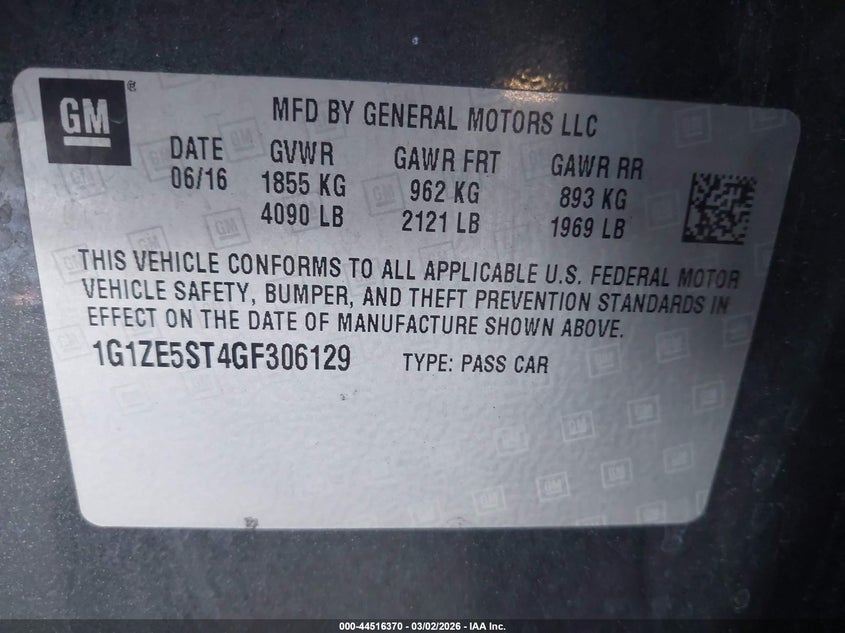 GM
MFD BY GENERAL MOTORS LLC
DATE GVWR GAWR FRT GAWR RR
06/16 1855 KG 962 KG 893 KG
4090 LB 2121 LB 1969 LB
THIS VEHICLE CONFORMS TO ALL APPLICABLE U.S. FEDERAL MOTOR
VEHICLE SAFETY, BUMPER, AND THEFT PREVENTION STANDARDS IN
EFFECT ON THE DATE OF MANUFACTURE SHOWN ABOVE.
1G1ZE5ST4GF306129 TYPE: PASS CAR
000-44516370 - 03/02/2026 - IAA Inc.